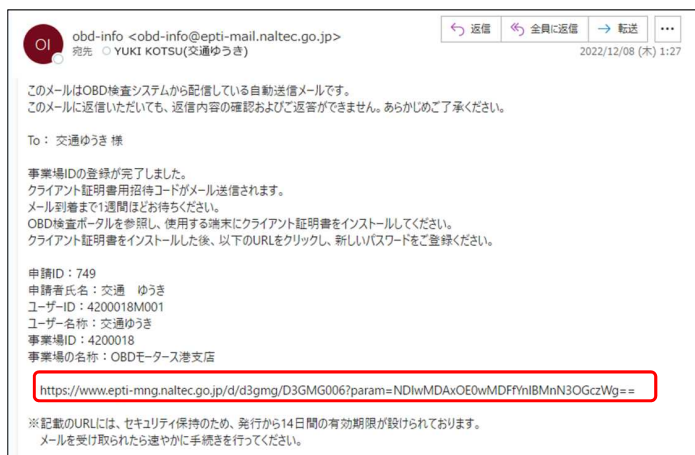 OI
obd-info <obd-info@epti-mail.naltec.go.jp>
宛先 YUKI KOTSU(交通ゆうき)
返信 全員に返信 転送 …
2022/12/08 (木) 1:27
このメールはOBD検査システムから配信している自動送信メールです。
このメールに返信いただいても、返信内容の確認およびご返答ができません。あらかじめご了承ください。
To： 交通ゆうき 様
事業場IDの登録が完了しました。
クライアント証明書用招待コードがメール送信されます。
メール到着まで1週間ほどお待ちください。
OBD検査ポータルを参照し、使用する端末にクライアント証明書をインストールしてください。
クライアント証明書をインストールした後、以下のURLをクリックし、新しいパスワードをご登録ください。
申請ID：749
申請者氏名：交通　ゆうき
ユーザーID：4200018M001
ユーザー名称：交通ゆうき
事業場ID：4200018
事業場の名称：OBDモータース港支店
https://www.epti-mng.naltec.go.jp/d/d3gmg/D3GMG006?param=NDIwMDAxOE0wMDFfYnlBMnN3OGczWg==
※記載のURLには、セキュリティ保持のため、発行から14日間の有効期限が設けられております。
メールを受け取られたら速やかに手続きを行ってください。